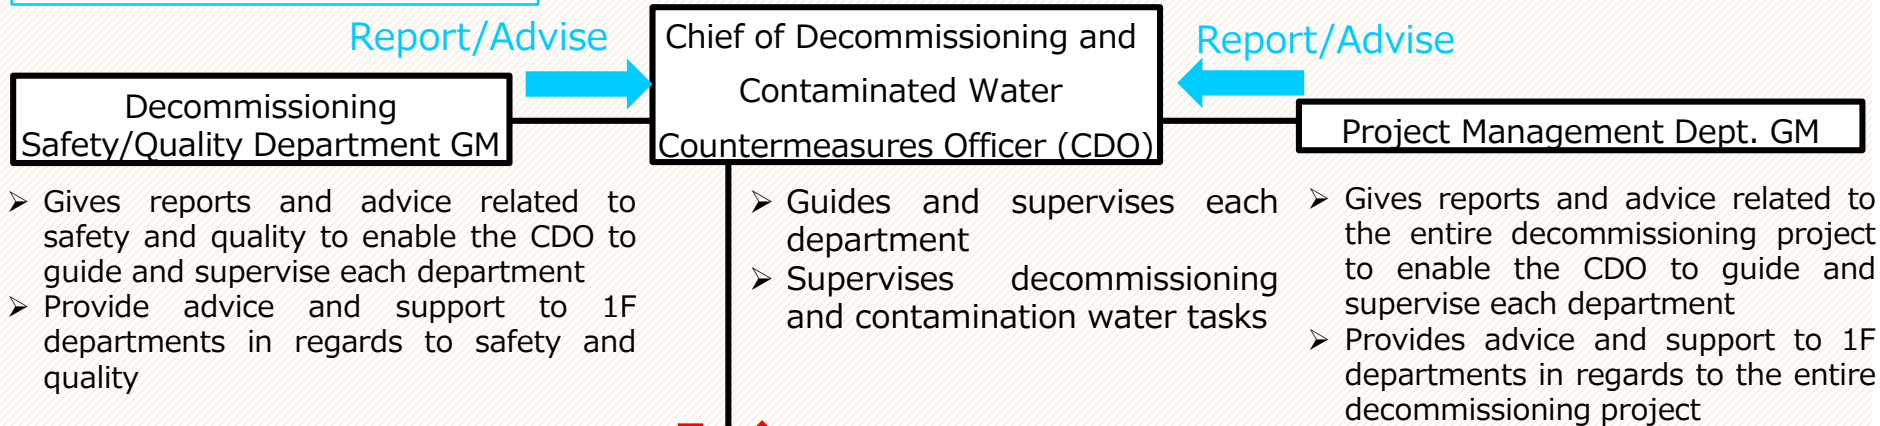 Report/Advise
Chief of Decommissioning and
Contaminated Water
Countermeasures Officer (CDO)
Report/Advise
Decommissioning
Safety/Quality Department GM
Project Management Dept. GM
➢ Gives reports and advice related to
safety and quality to enable the CDO to
guide and supervise each department
➢ Provide advice and support to 1F
departments in regards to safety and
quality
➢ Guides and supervises each
department
➢ Supervises decommissioning
and contamination water tasks
➢ Gives reports and advice related to
the entire decommissioning project
to enable the CDO to guide and
supervise each department
➢ Provides advice and support to 1F
departments in regards to the entire
decommissioning project